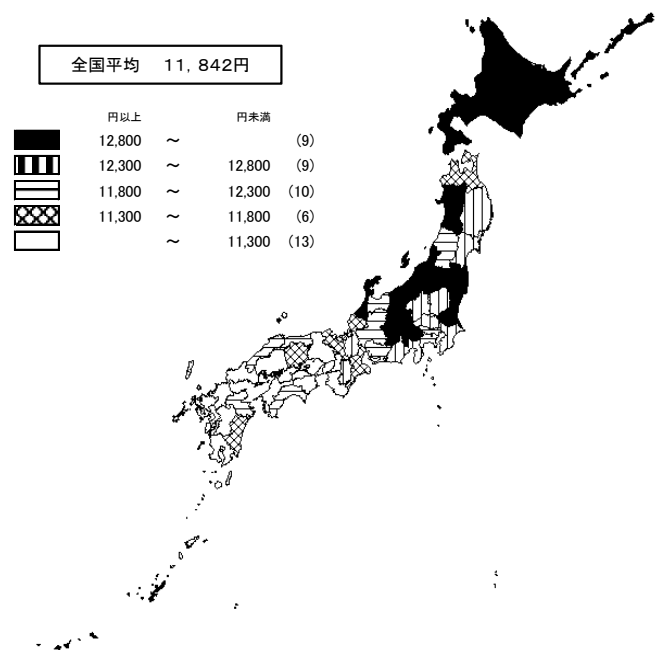 全国平均　１１，８４２円
円以上　円未満
12,800　～　（9）
12,300　～　12,800　（9）
11,800　～　12,300　（10）
11,300　～　11,800　（6）
～　11,300　（13）